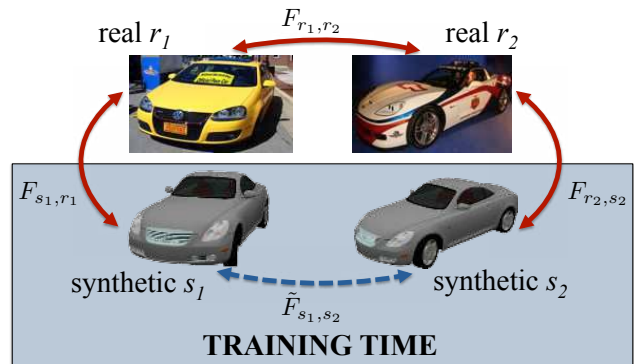 F_{r_1,r_2}
real r_1
real r_2
F_{s_1,r_1}
F_{r_2,s_2}
synthetic s_1
synthetic s_2
\tilde{F}_{s_1,s_2}
TRAINING TIME